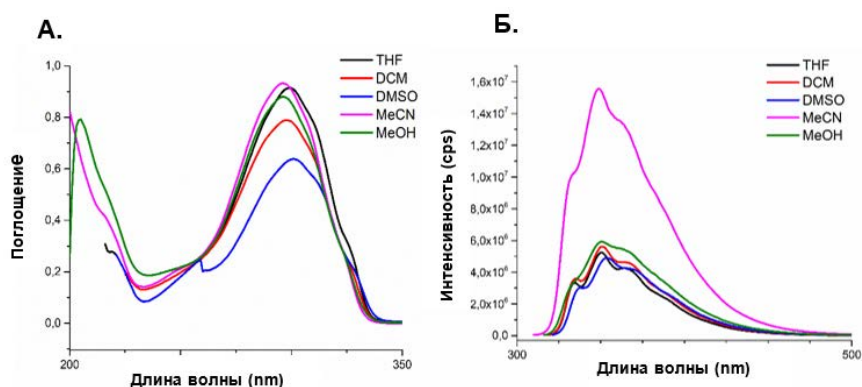 А.
THF
DCM
DMSO
MeCN
MeOH
1,0
0,8
0,6
0,4
0,2
0,0
Поглощение
200
350
Длина волны (nm)
Б.
THF
DCM
DMSO
MeCN
MeOH
1,6x10⁷
1,4x10⁷
1,2x10⁷
1,0x10⁷
8,0x10⁶
6,0x10⁶
4,0x10⁶
2,0x10⁶
0,0
Интенсивность (cps)
300
500
Длина волны (nm)